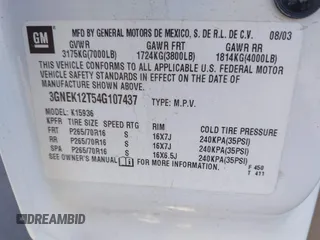 GM
MFD BY GENERAL MOTORS DE MEXICO, S. DE R.L. DE C.V. 08/03
GVWR GAWR FRT GAWR RR
3175KG(7000LB) 1724KG(3800LB) 1814KG(4000LB)
THIS VEHICLE CONFORMS TO ALL APPLICABLE U.S. FEDERAL MOTOR
VEHICLE SAFETY STANDARDS IN EFFECT ON THE DATE OF
MANUFACTURE SHOWN ABOVE.
3GNEK12T54G107437 TYPE: M.P.V.
MODEL: K15936
KPFR TIRE SIZE SPEED RTG RIM COLD TIRE PRESSURE
FRT P265/70R16 S 16X7J 240KPA(35PSI)
RR P265/70R16 S 16X7J 240KPA(35PSI)
SPA P265/70R16 S 16X6.5J 240KPA(35PSI)
SEE OWNER'S MANUAL FOR
F 450
T 411
DREAMBID